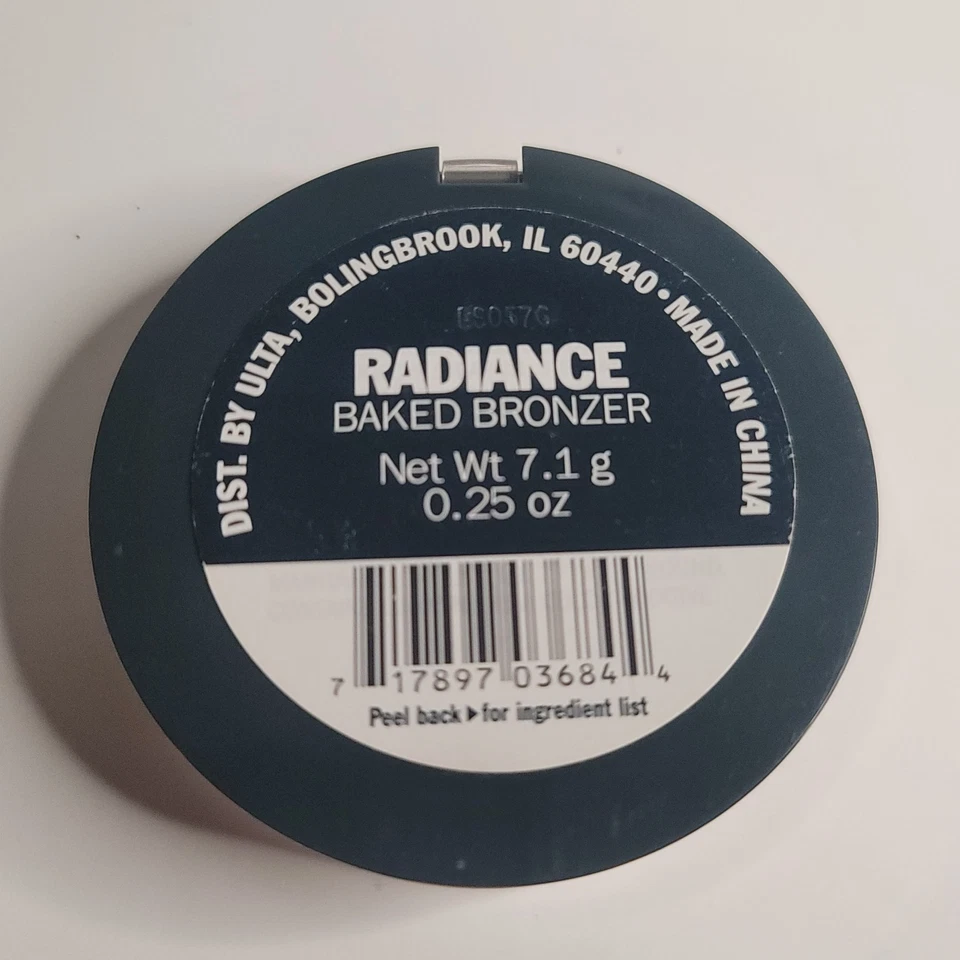 DIST. BY ULTA, BOLINGBROOK, IL 60440 • MADE IN CHINA
RADIANCE
BAKED BRONZER
Net Wt 7.1 g
0.25 oz
7 17897 03684 4
Peel back ▶ for ingredient list